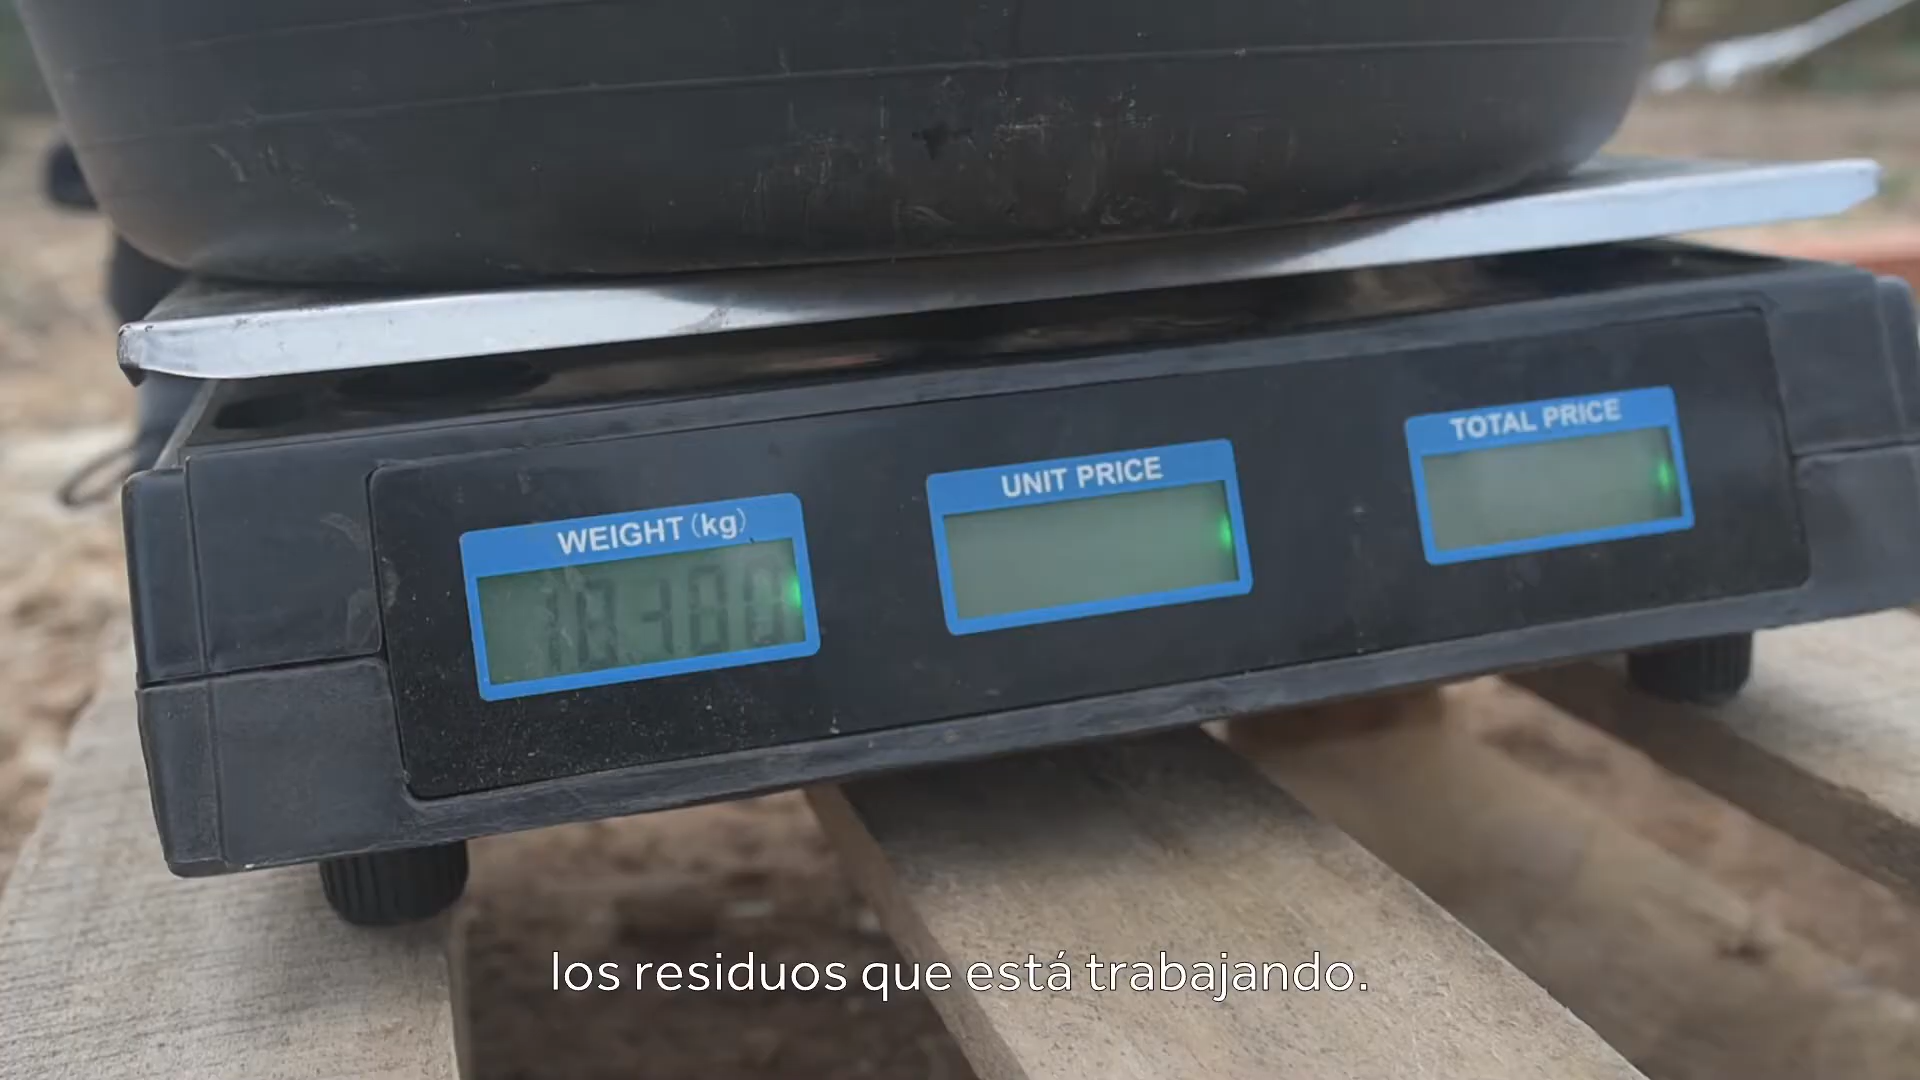 TOTAL PRICE
UNIT PRICE
WEIGHT (kg)
los residuos que está trabajando.